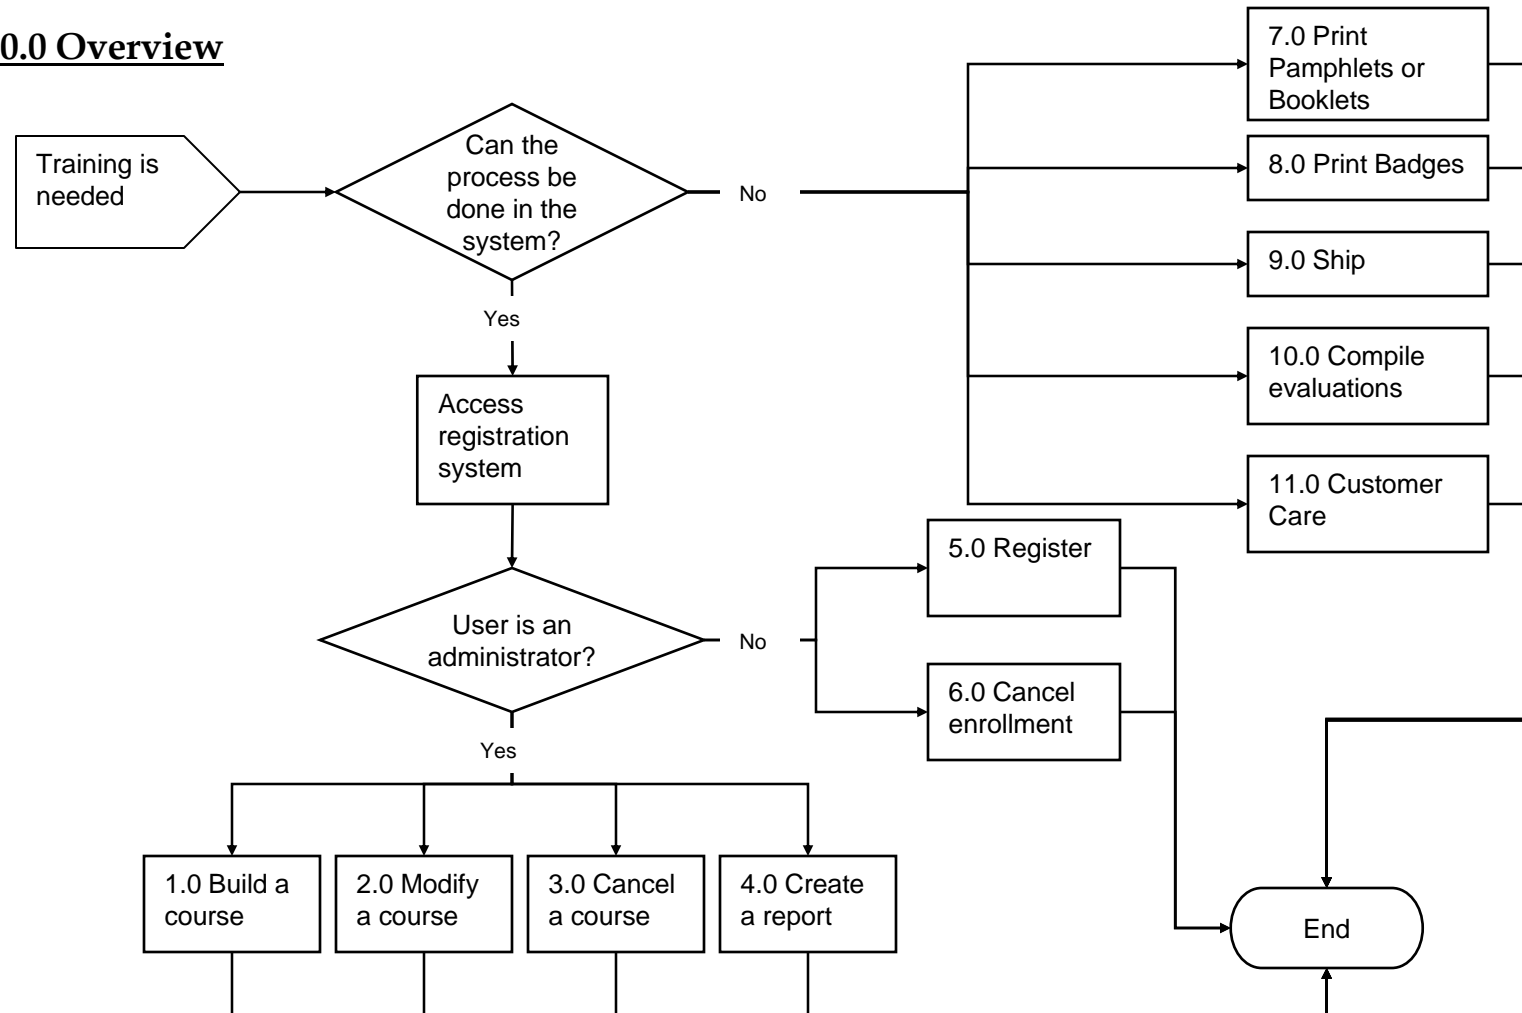 0.0 Overview
Training is
needed
Can the
process be
done in the
system?
No
Yes
7.0 Print
Pamphlets or
Booklets
8.0 Print Badges
9.0 Ship
10.0 Compile
evaluations
11.0 Customer
Care
Access
registration
system
User is an
administrator?
No
Yes
5.0 Register
6.0 Cancel
enrollment
1.0 Build a
course
2.0 Modify
a course
3.0 Cancel
a course
4.0 Create
a report
End